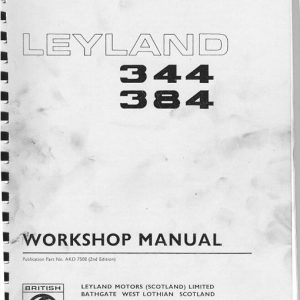 LEYLAND
344
384
WORKSHOP MANUAL
Publication Part No. AKD 7500 (2nd Edition)
BRITISH
LEYLAND MOTORS (SCOTLAND) LIMITED
BATHGATE WEST LOTHIAN SCOTLAND